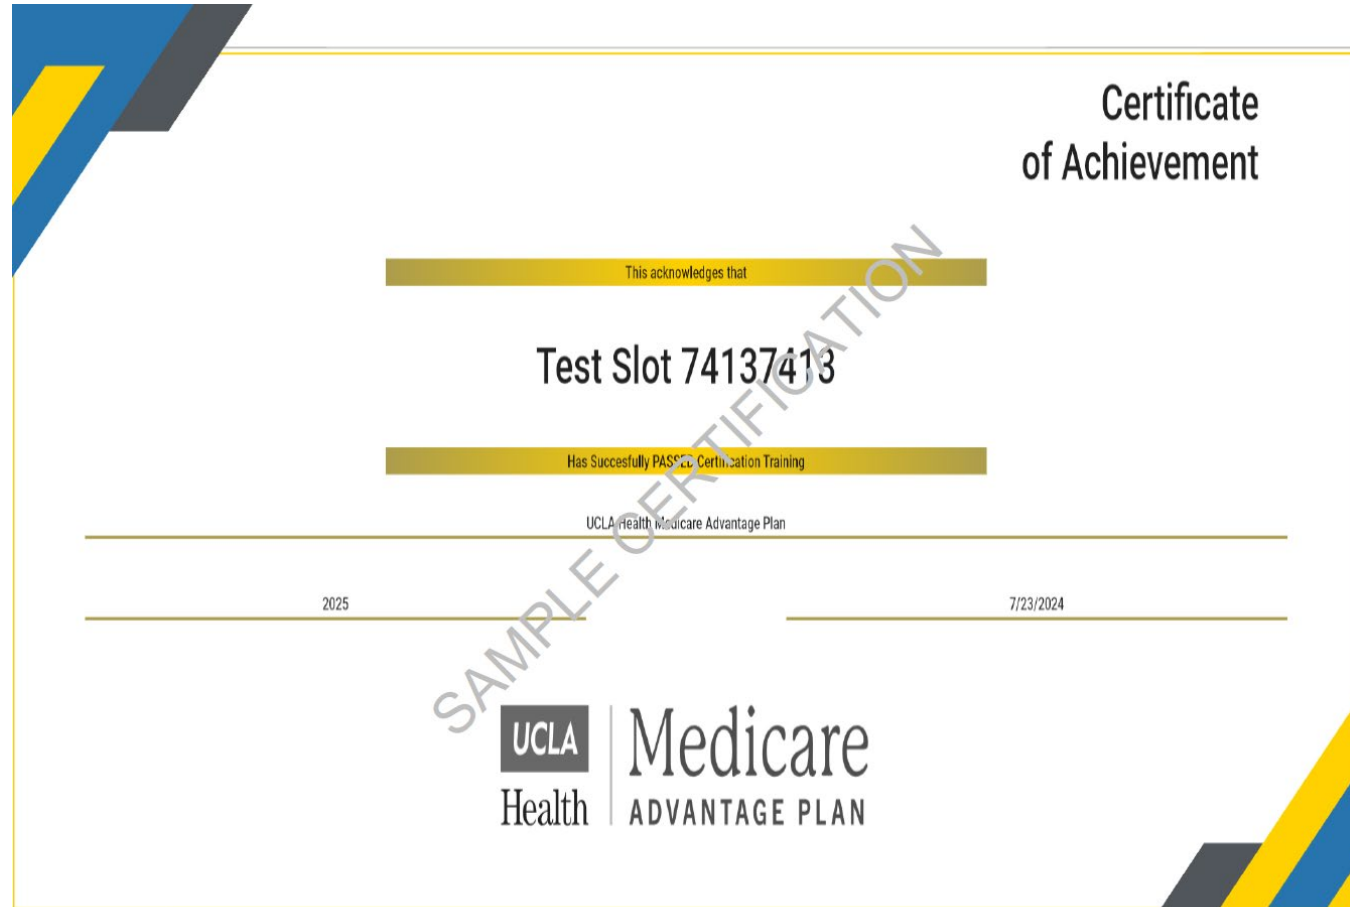 Certificate
of Achievement
This acknowledges that
Test Slot 74137413
Has Succesfully PASSED Certification Training
UCLA Health Medicare Advantage Plan
2025
7/23/2024
SAMPLE CERTIFICATION
UCLA
Health
Medicare
ADVANTAGE PLAN